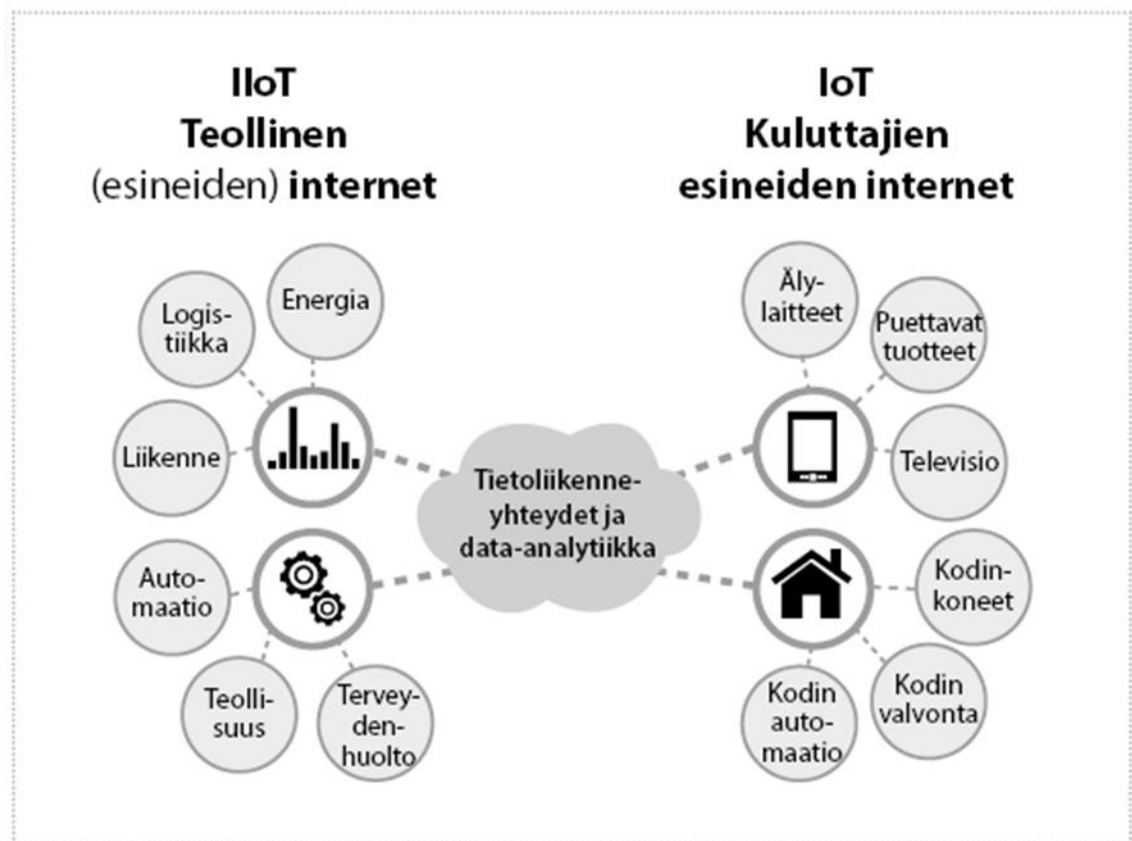 IIoT
Teollinen
(esineiden) internet
IoT
Kuluttajien
esineiden internet
Energia
Logis-
tiikka
Liikenne
Auto-
maatio
Teolli-
suus
Tervey-
den-
huolto
Tietoliikenne-
yhteydet ja
data-analytiikka
Äly-
laitteet
Puettavat
tuotteet
Televisio
Kodin-
koneet
Kodin
valvonta
Kodin
auto-
maatio